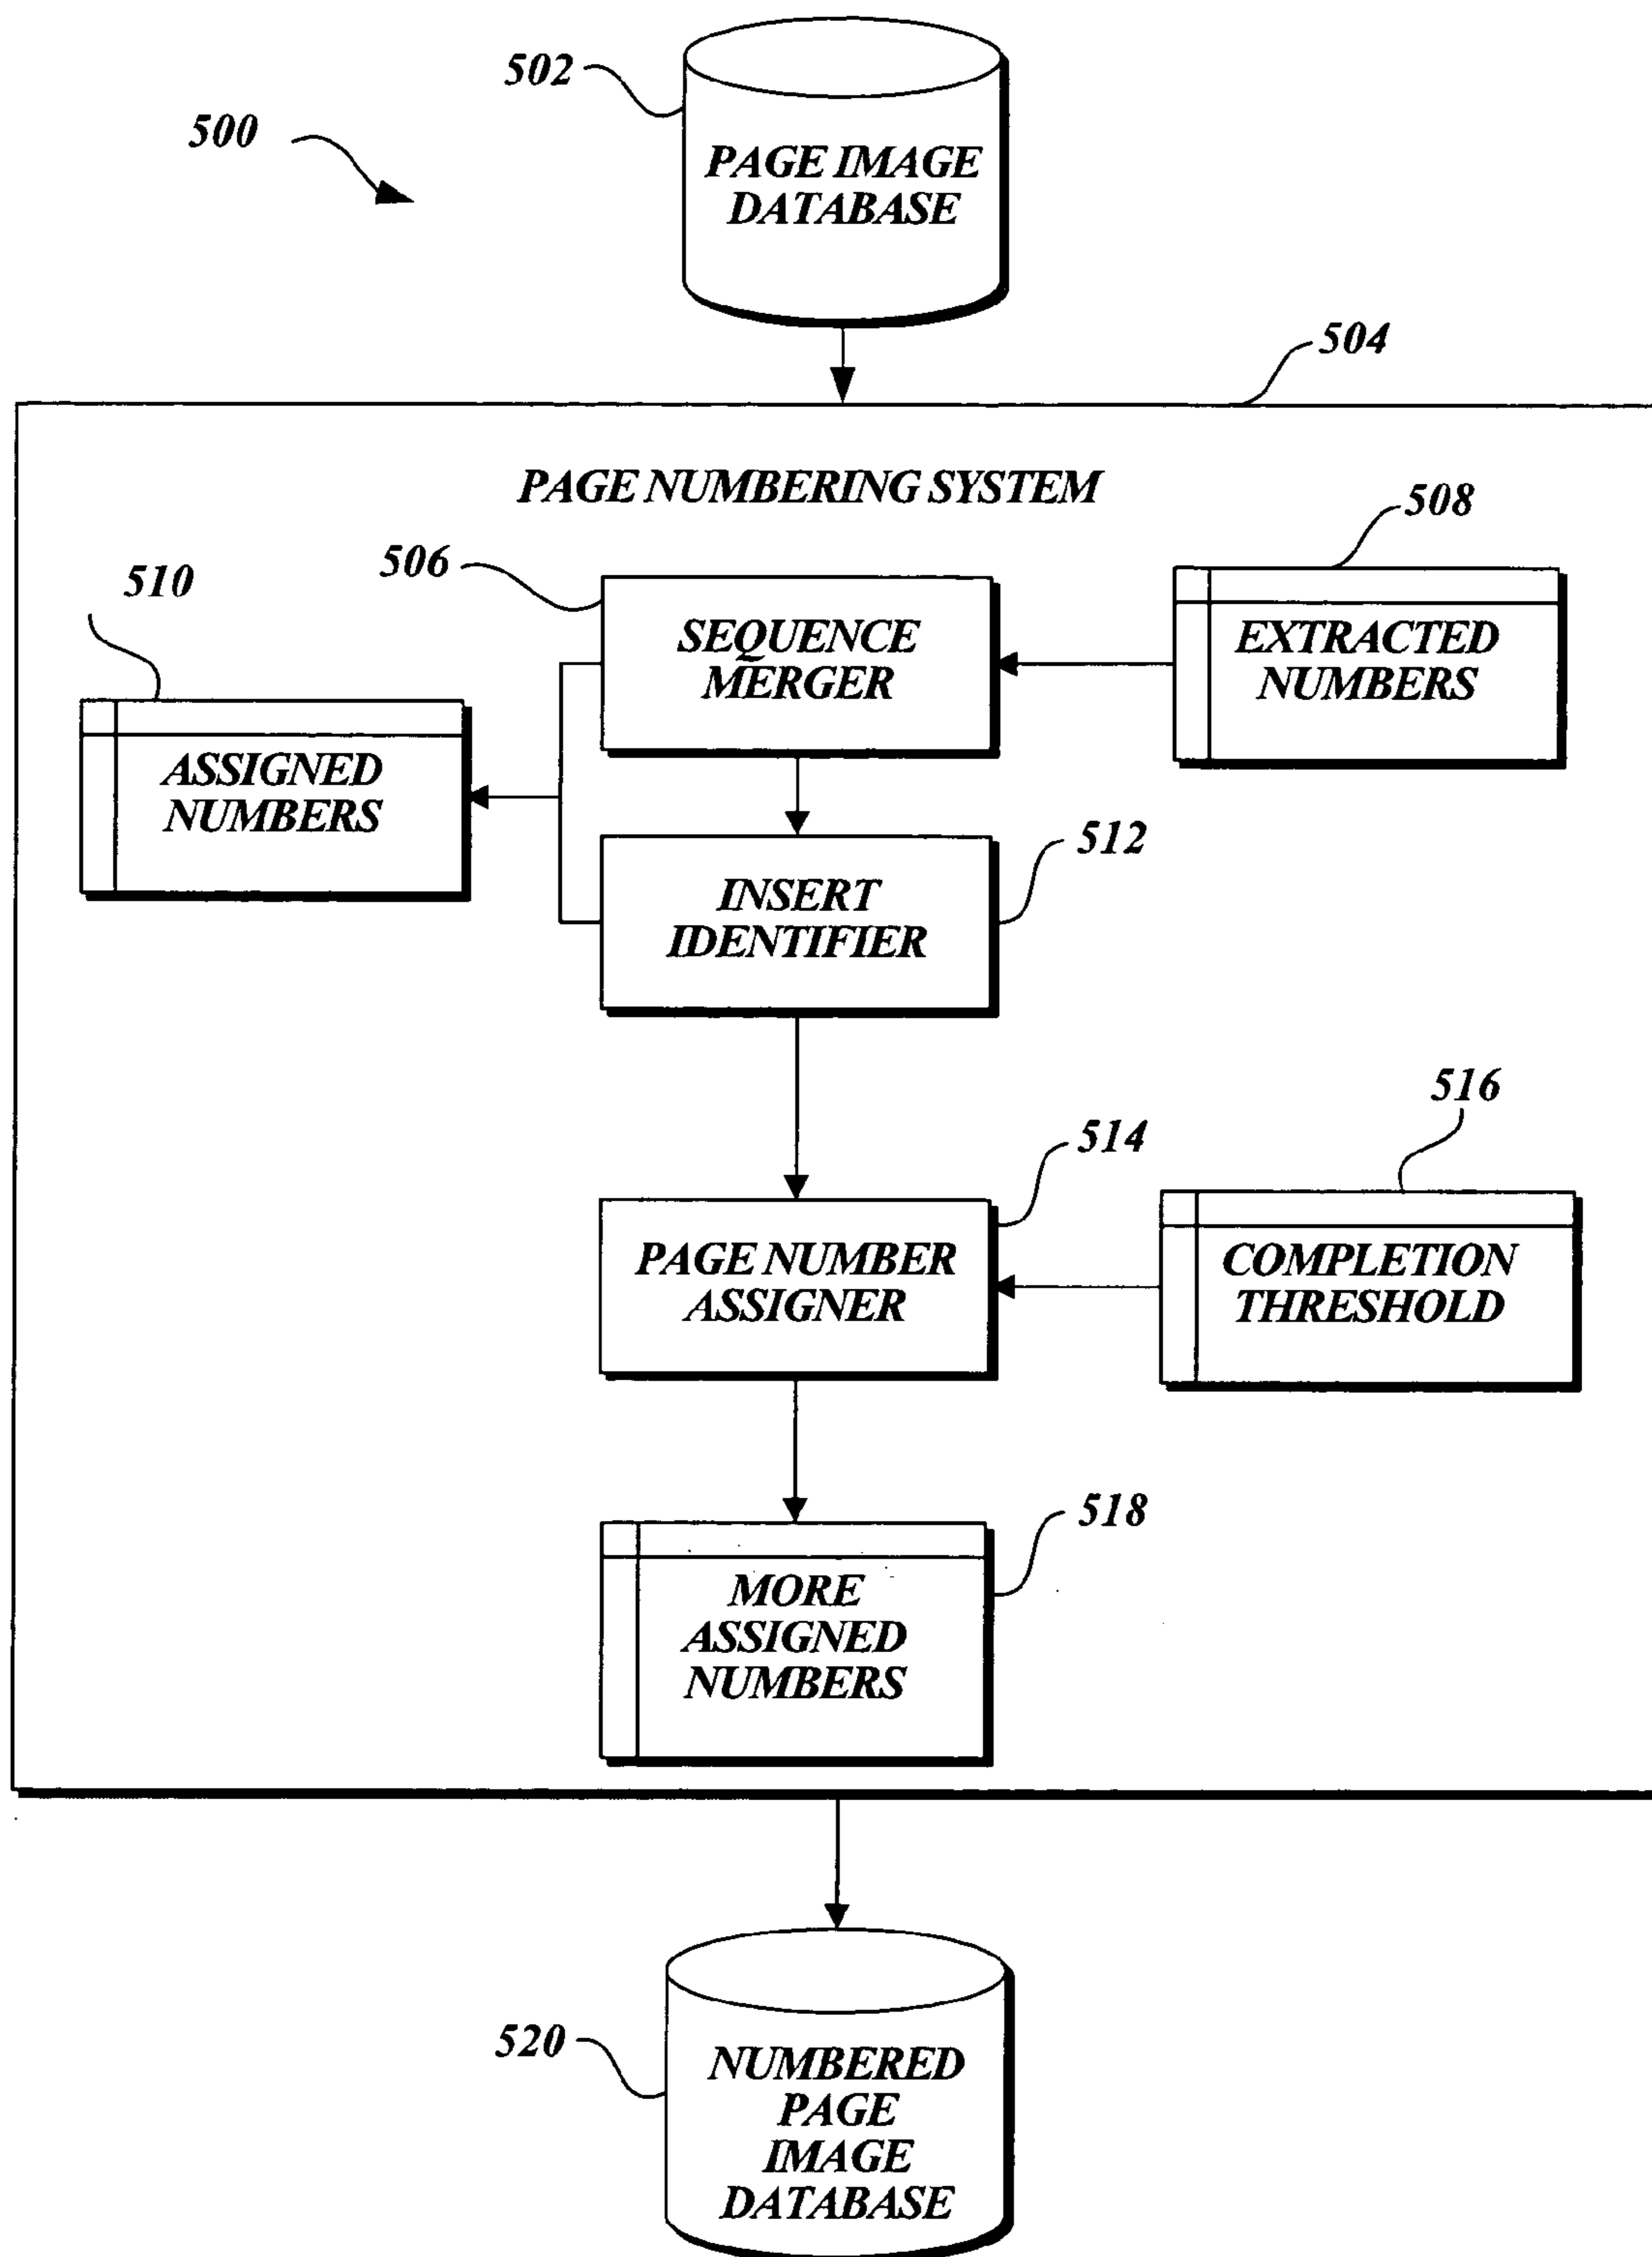 502
500
PAGE IMAGE
DATABASE
504
PAGE NUMBERING SYSTEM
508
506
510
SEQUENCE
MERGER
EXTRACTED
NUMBERS
ASSIGNED
NUMBERS
512
INSERT
IDENTIFIER
516
514
PAGE NUMBER
ASSIGNER
COMPLETION
THRESHOLD
518
MORE
ASSIGNED
NUMBERS
520
NUMBERED
PAGE
IMAGE
DATABASE